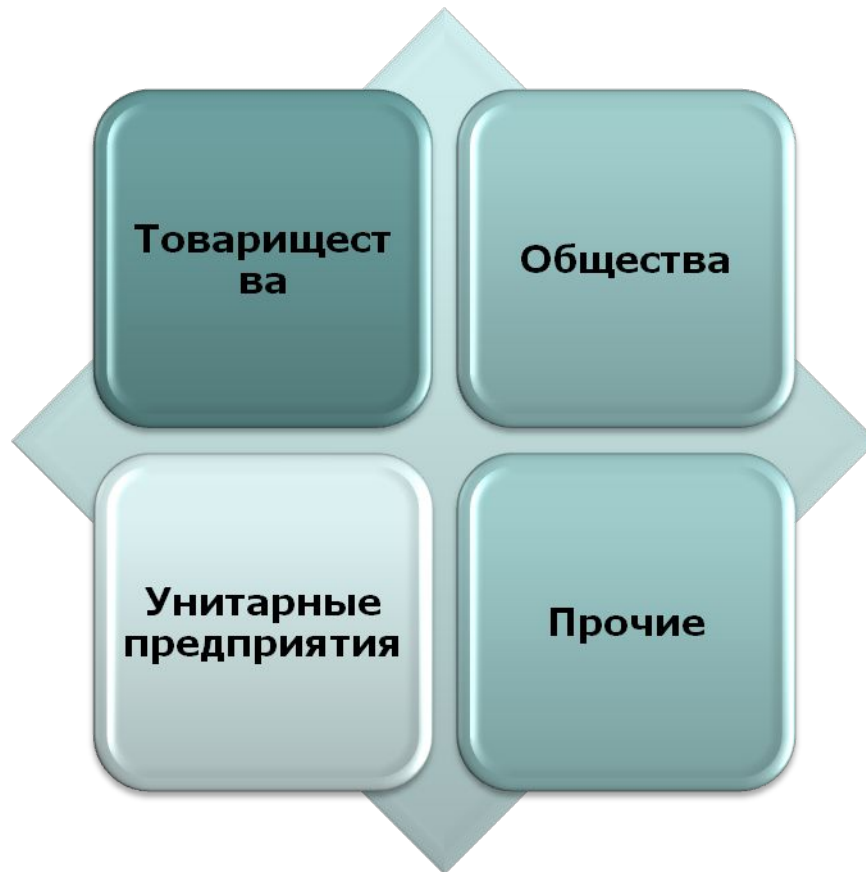 Товарищест
ва
Общества
Унитарные
предприятия
Прочие